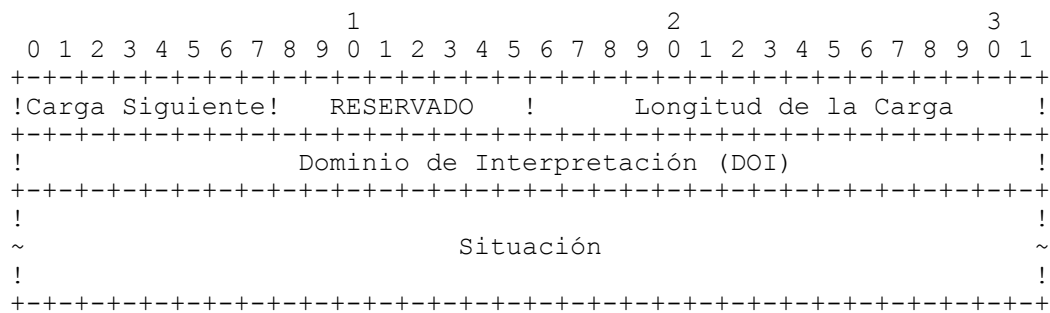 1                   2                   3
 0 1 2 3 4 5 6 7 8 9 0 1 2 3 4 5 6 7 8 9 0 1 2 3 4 5 6 7 8 9 0 1
+-+-+-+-+-+-+-+-+-+-+-+-+-+-+-+-+-+-+-+-+-+-+-+-+-+-+-+-+-+-+-+-+
!Carga Siguiente!   RESERVADO   !      Longitud de la Carga     !
+-+-+-+-+-+-+-+-+-+-+-+-+-+-+-+-+-+-+-+-+-+-+-+-+-+-+-+-+-+-+-+-+
!                 Dominio de Interpretación (DOI)               !
+-+-+-+-+-+-+-+-+-+-+-+-+-+-+-+-+-+-+-+-+-+-+-+-+-+-+-+-+-+-+-+-+
!                                                               !
~                           Situación                           ~
!                                                               !
+-+-+-+-+-+-+-+-+-+-+-+-+-+-+-+-+-+-+-+-+-+-+-+-+-+-+-+-+-+-+-+-+